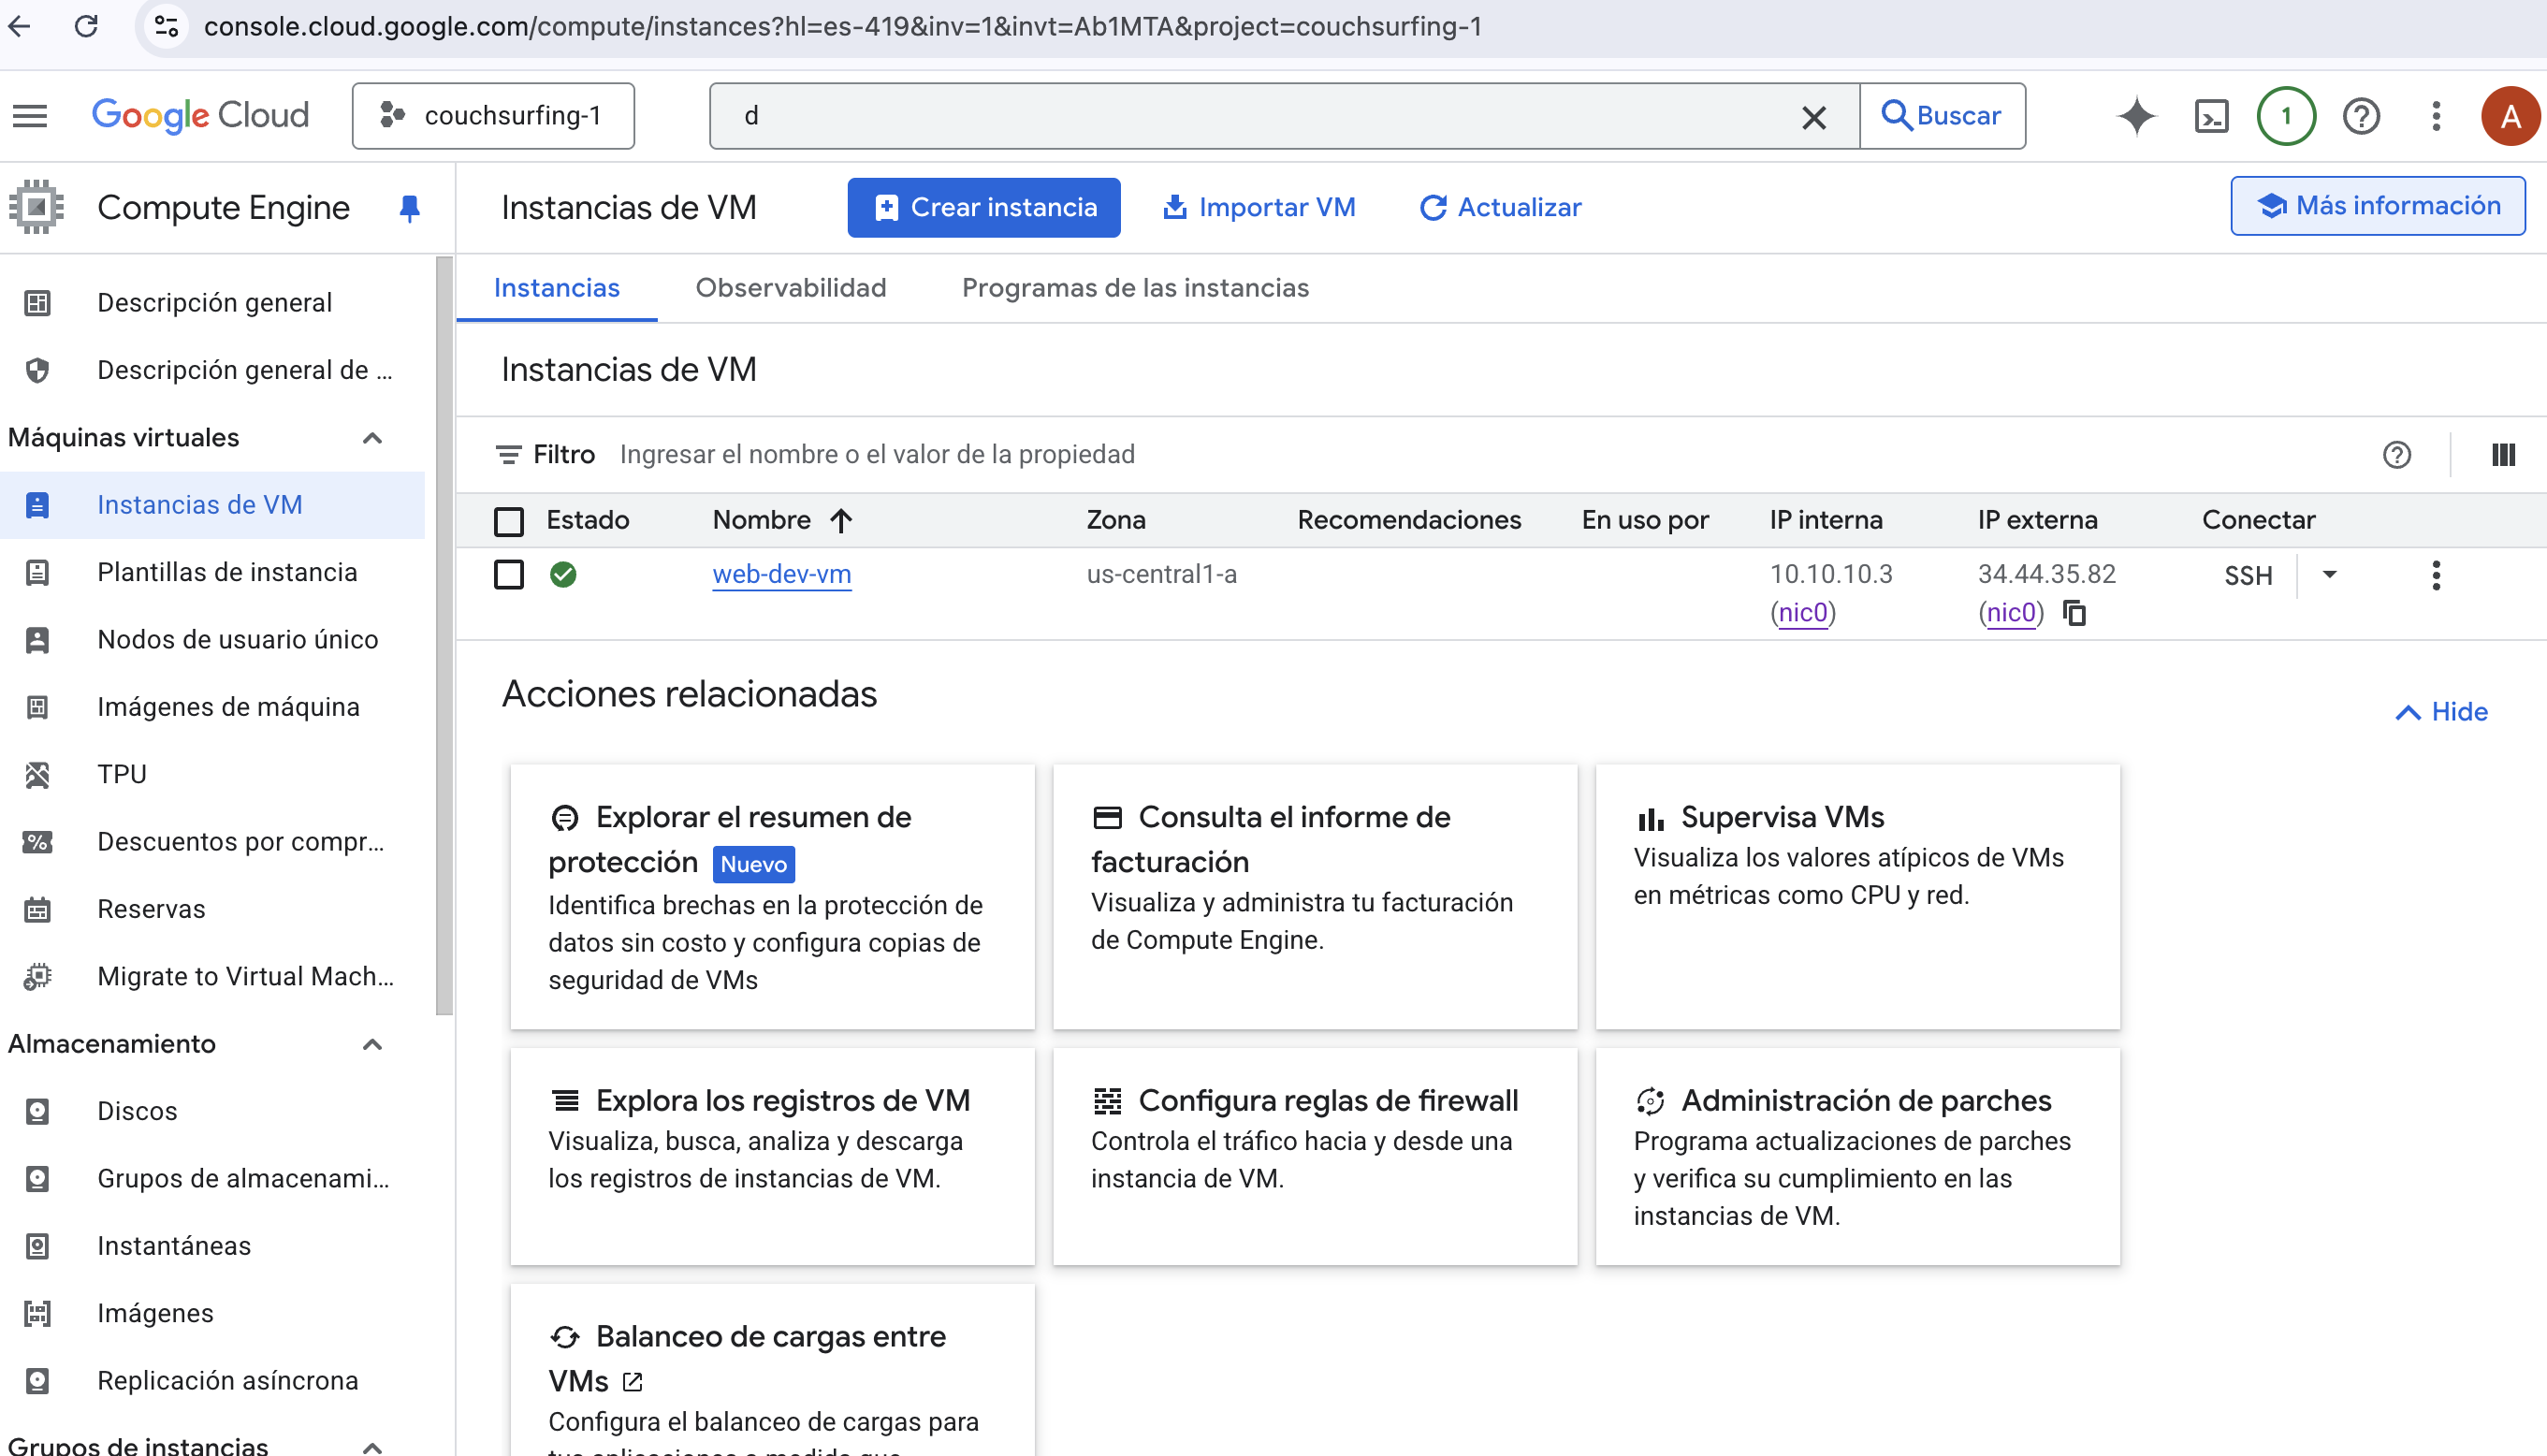 console.cloud.google.com/compute/instances?hl=es-419&inv=1&invt=Ab1MTA&project=couchsurfing-1
Google Cloud
couchsurfing-1
d
Buscar
1
A
Compute Engine
Instancias de VM
Crear instancia
Importar VM
Actualizar
Más información
Descripción general
Descripción general de ...
Máquinas virtuales
Instancias de VM
Plantillas de instancia
Nodos de usuario único
Imágenes de máquina
TPU
Descuentos por compr...
Reservas
Migrate to Virtual Mach...
Almacenamiento
Discos
Grupos de almacenami...
Instantáneas
Imágenes
Replicación asíncrona
Grupos de instancias
Instancias
Observabilidad
Programas de las instancias
Instancias de VM
Filtro Ingresar el nombre o el valor de la propiedad
Estado Nombre Zona Recomendaciones En uso por IP interna IP externa Conectar
web-dev-vm us-central1-a 10.10.10.3 34.44.35.82 SSH
(nic0) (nic0)
Acciones relacionadas
Hide
Explorar el resumen de
protección Nuevo
Identifica brechas en la protección de
datos sin costo y configura copias de
seguridad de VMs
Consulta el informe de
facturación
Visualiza y administra tu facturación
de Compute Engine.
Supervisa VMs
Visualiza los valores atípicos de VMs
en métricas como CPU y red.
Explora los registros de VM
Visualiza, busca, analiza y descarga
los registros de instancias de VM.
Configura reglas de firewall
Controla el tráfico hacia y desde una
instancia de VM.
Administración de parches
Programa actualizaciones de parches
y verifica su cumplimiento en las
instancias de VM.
Balanceo de cargas entre
VMs
Configura el balanceo de cargas para